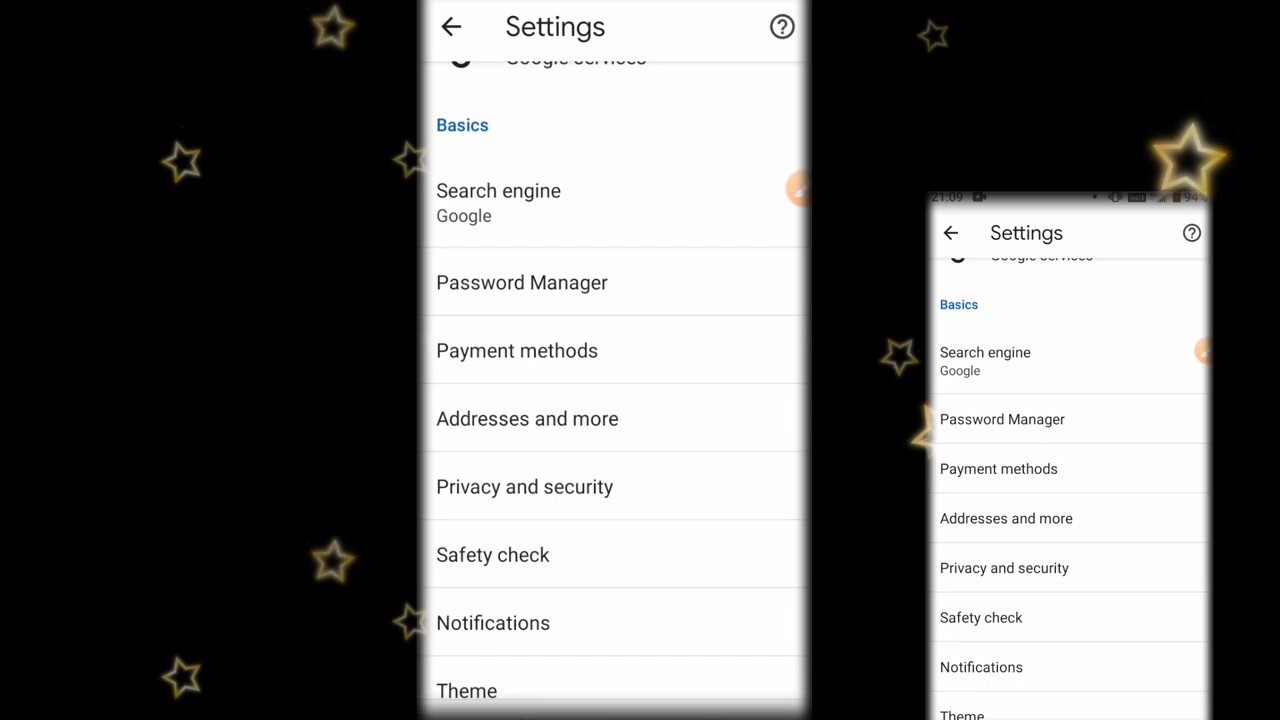 Settings
Google services
Basics
Search engine
Google
Password Manager
Payment methods
Addresses and more
Privacy and security
Safety check
Notifications
Theme
21.09
94%
Settings
Google services
Basics
Search engine
Google
Password Manager
Payment methods
Addresses and more
Privacy and security
Safety check
Notifications
Theme